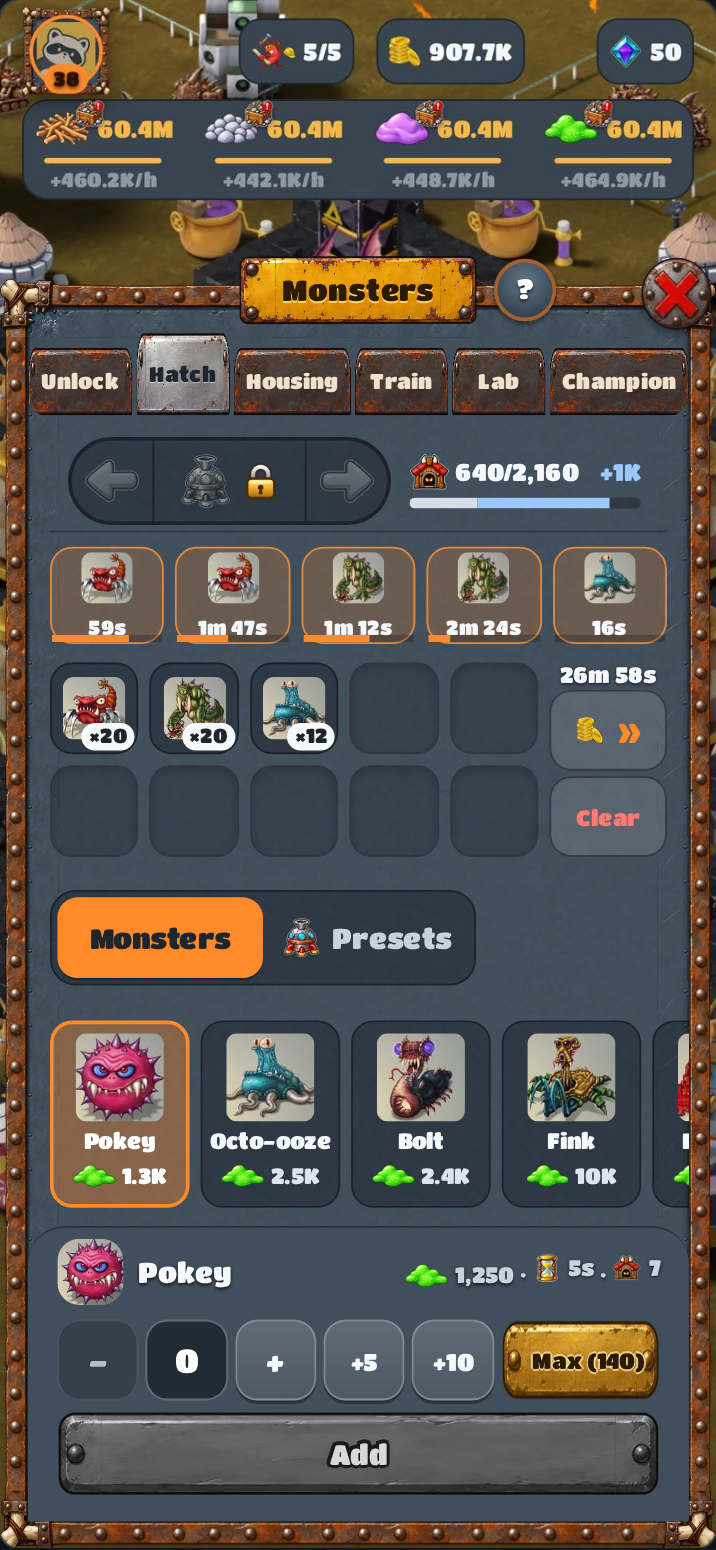 38
5/5
907.7K
50
60.4M
60.4M
60.4M
60.4M
+460.2K/h
+442.1K/h
+448.7K/h
+464.9K/h
Monsters
?
Unlock
Hatch
Housing
Train
Lab
Champion
640/2,160 +1K
59s
1m 47s
1m 12s
2m 24s
16s
×20
×20
×12
26m 58s
Clear
Monsters
Presets
Pokey
Octo-ooze
Bolt
Fink
1.3K
2.5K
2.4K
10K
Pokey
1,250 · 5s · 7
-
0
+
+5
+10
Max (140)
Add